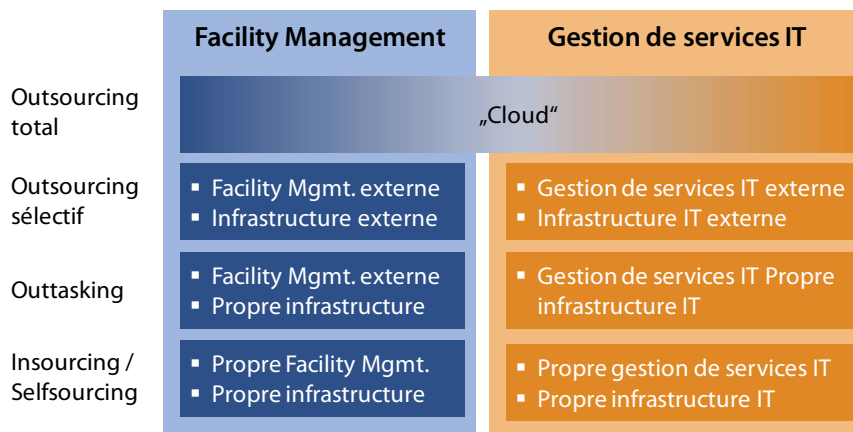 Facility Management
Gestion de services IT
Outsourcing
total
„Cloud“
Outsourcing
sélectif
▪ Facility Mgmt. externe
▪ Infrastructure externe
▪ Gestion de services IT externe
▪ Infrastructure IT externe
Outtasking
▪ Facility Mgmt. externe
▪ Propre infrastructure
▪ Gestion de services IT Propre
infrastructure IT
Insourcing /
Selfsourcing
▪ Propre Facility Mgmt.
▪ Propre infrastructure
▪ Propre gestion de services IT
▪ Propre infrastructure IT